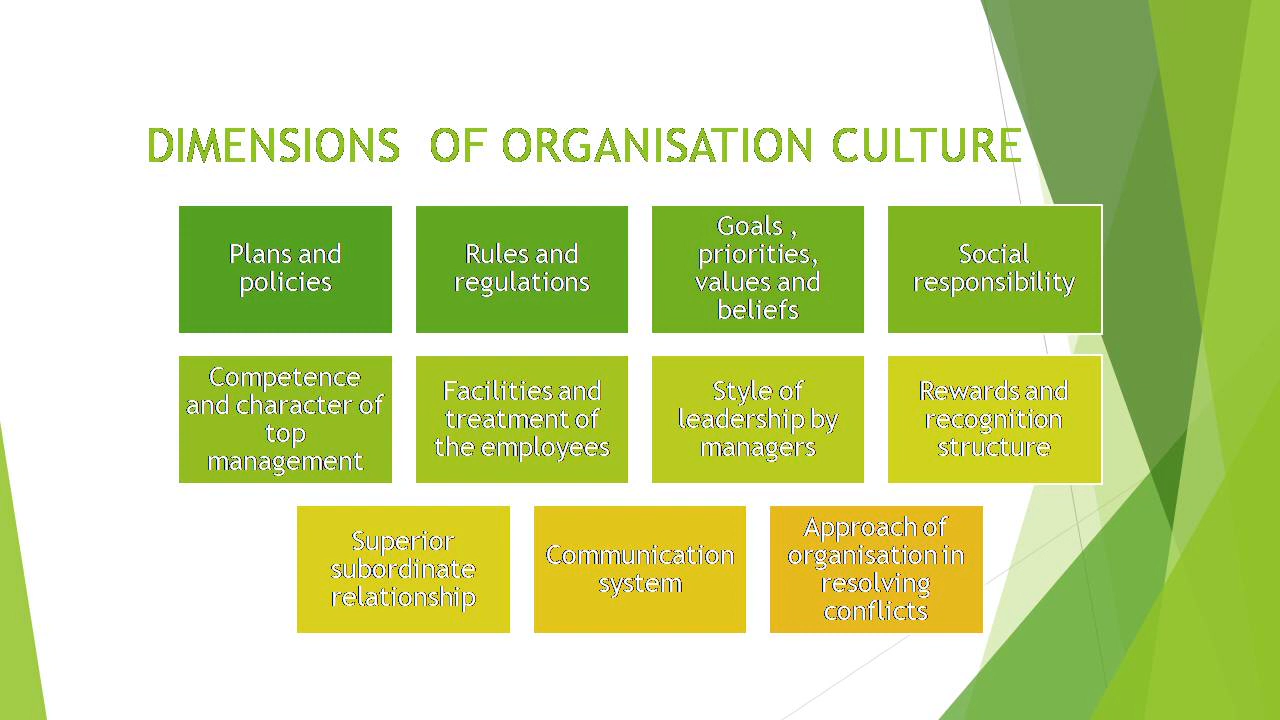 DIMENSIONS  OF ORGANISATION CULTURE
Plans and
policies
Rules and
regulations
Goals ,
priorities,
values and
beliefs
Social
responsibility
Competence
and character of
top
management
Facilities and
treatment of
the employees
Style of
leadership by
managers
Rewards and
recognition
structure
Superior
subordinate
relationship
Communication
system
Approach of
organisation in
resolving
conflicts